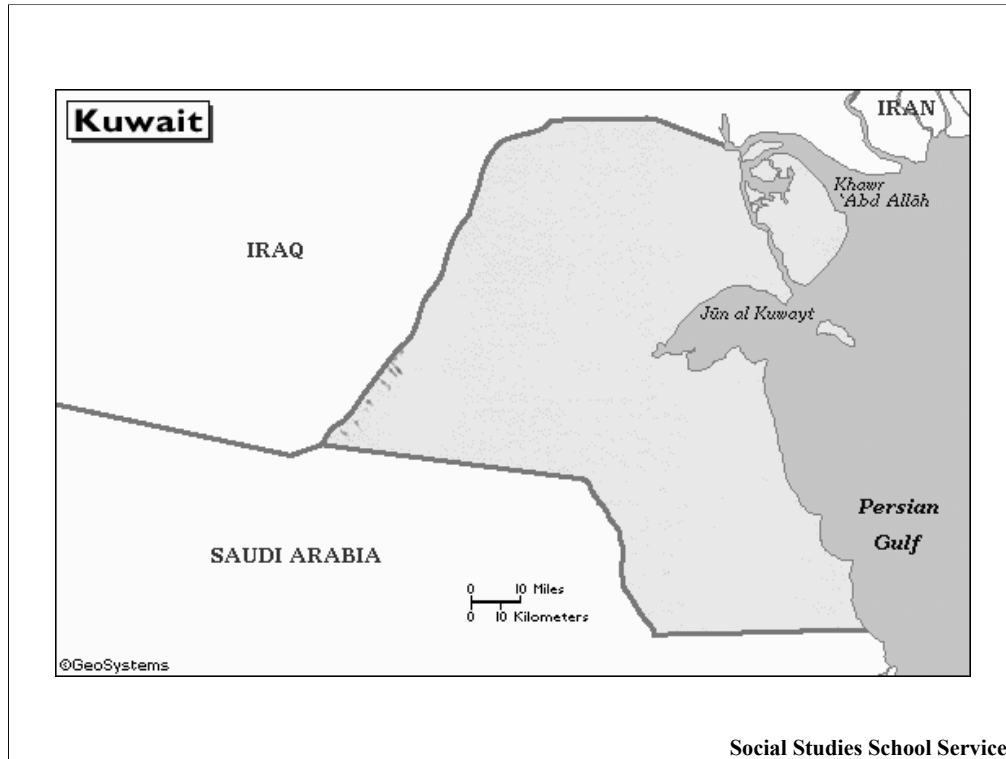 Kuwait
IRAN
Khawr
'Abd Allāh
IRAQ
Jūn al Kuwayt
Persian
Gulf
SAUDI ARABIA
0 10 Miles
0 10 Kilometers
©GeoSystems
Social Studies School Service